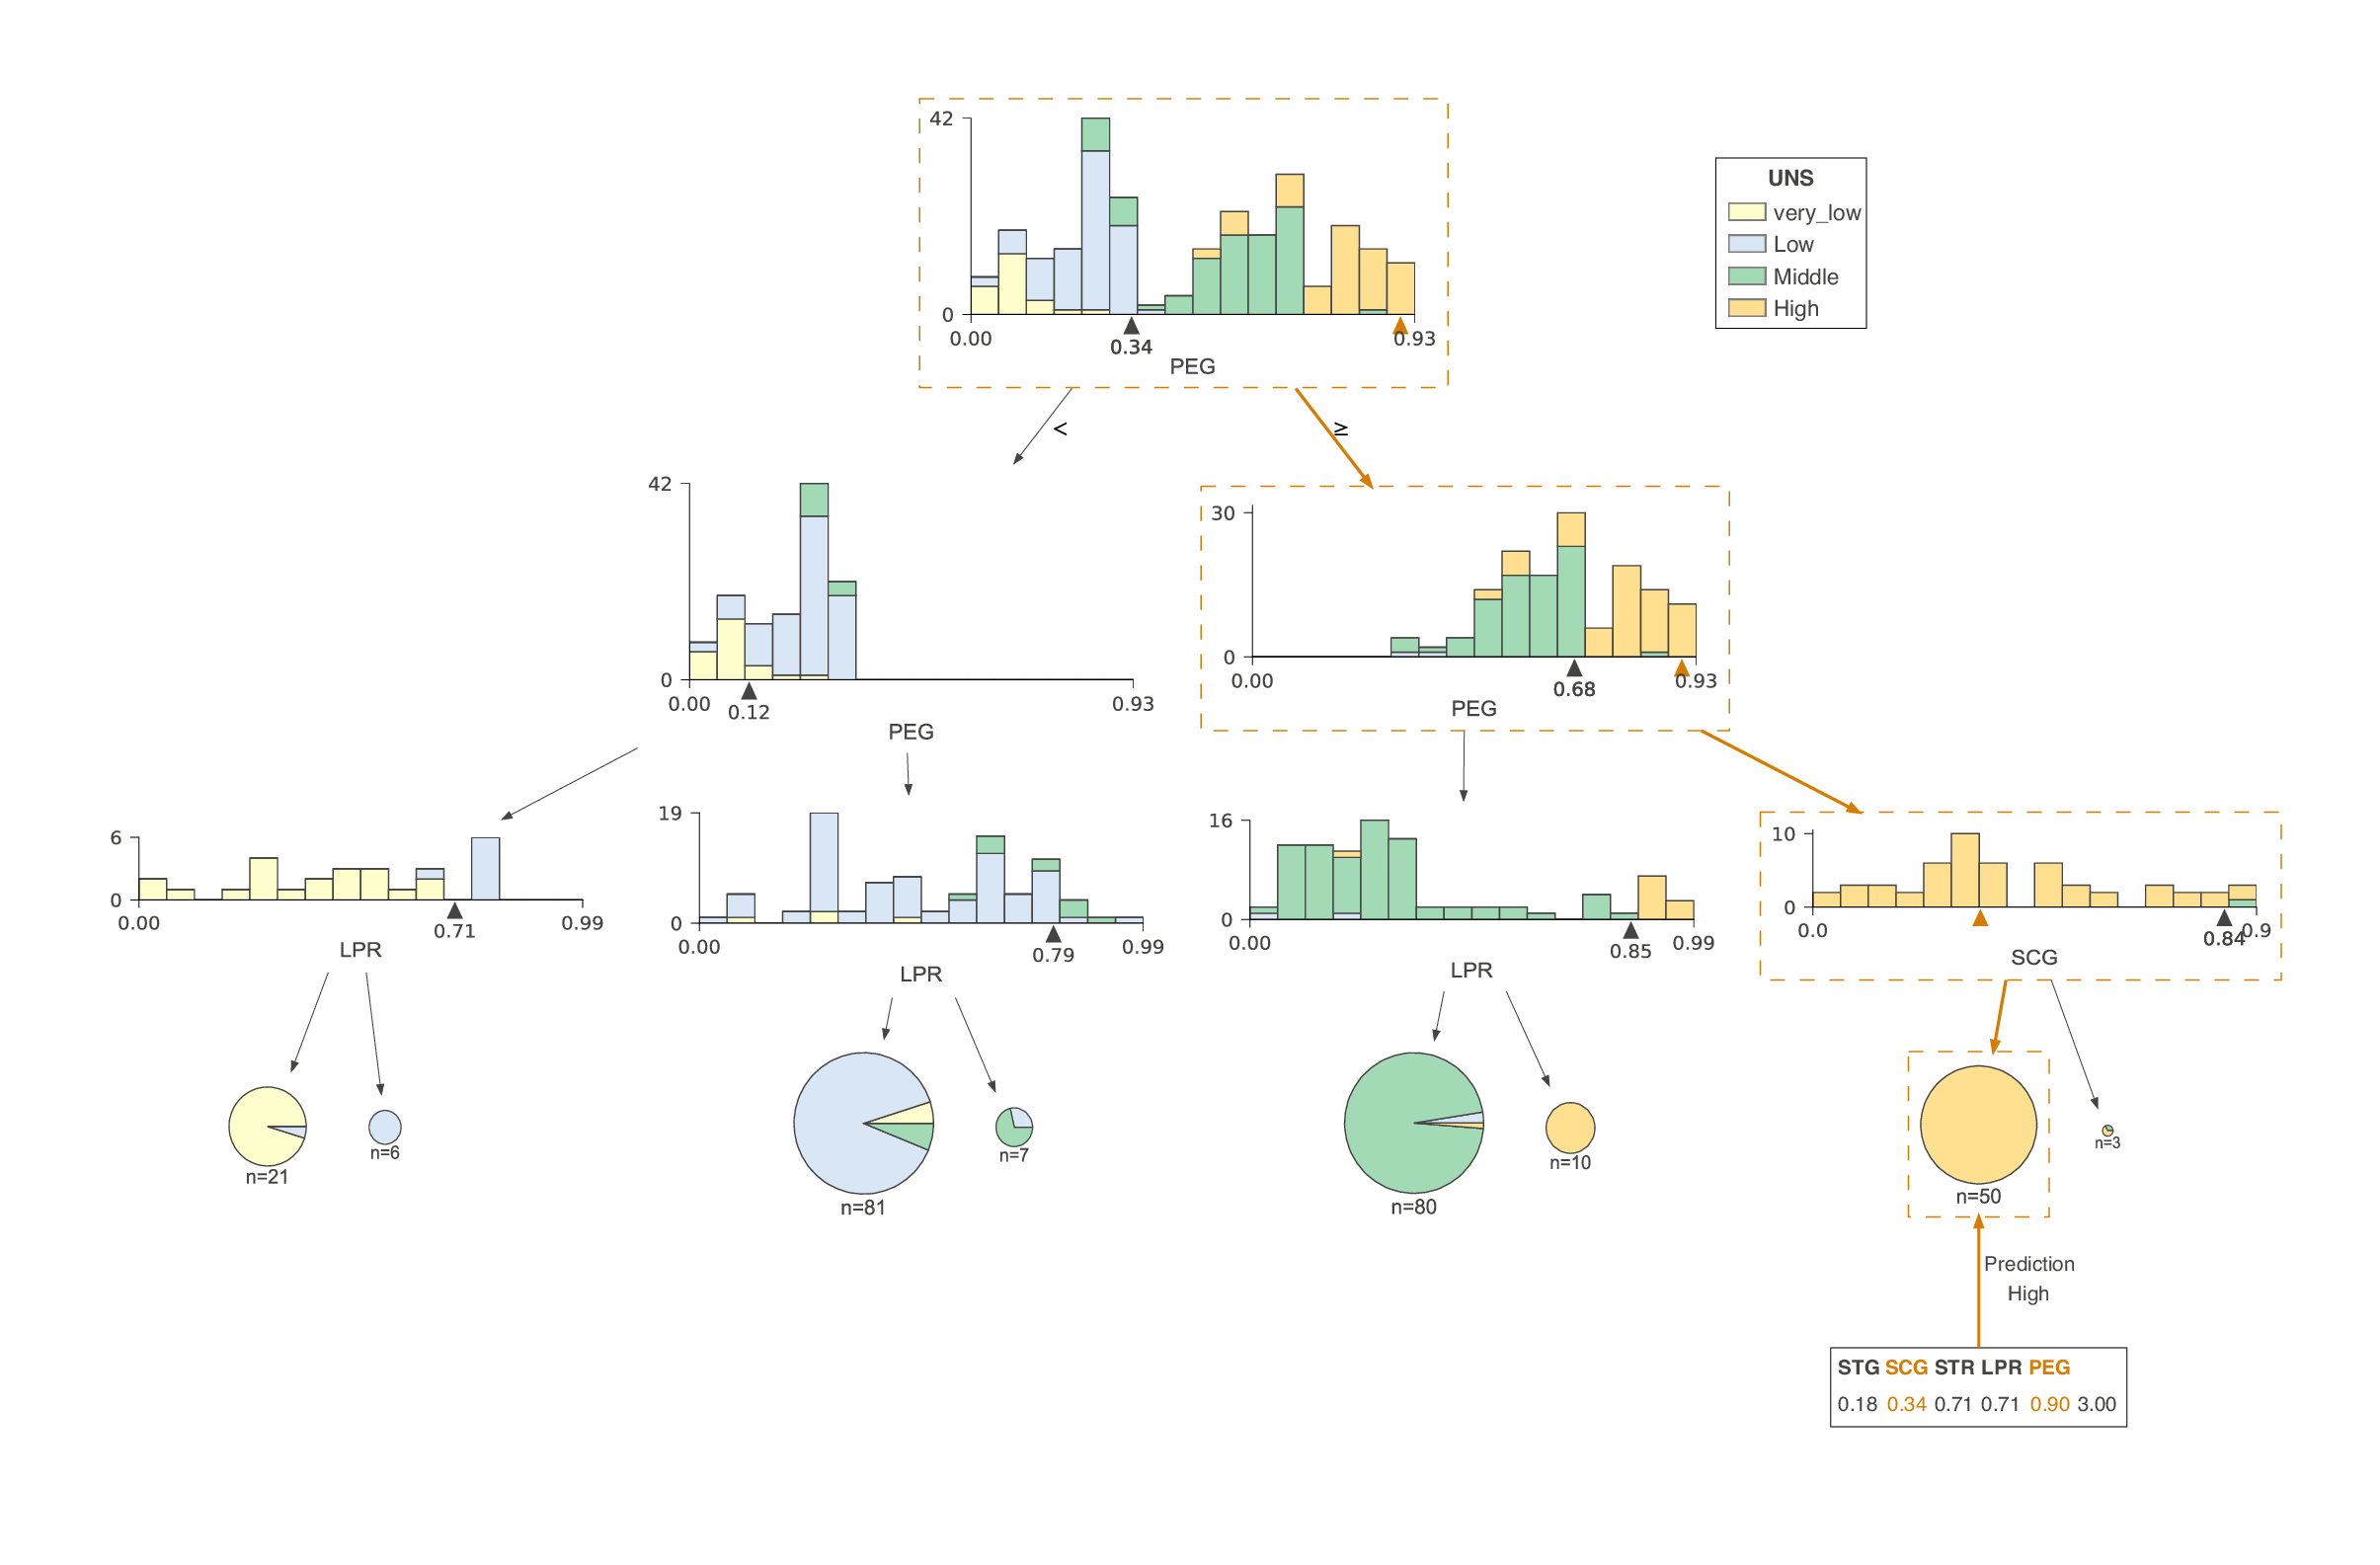 42
0
0.00
0.34
0.93
PEG
UNS
very_low
Low
Middle
High
<
≥
42
0
0.00
0.12
0.93
PEG
30
0
0.00
0.68
0.93
PEG
6
0
0.00
0.71
0.99
LPR
19
0
0.00
0.79
0.99
LPR
16
0
0.00
0.85
0.99
LPR
10
0
0.0
0.84
0.9
SCG
n=21
n=6
n=81
n=7
n=80
n=10
n=50
n=3
Prediction
High
STG SCG STR LPR PEG
0.18 0.34 0.71 0.71 0.90 3.00